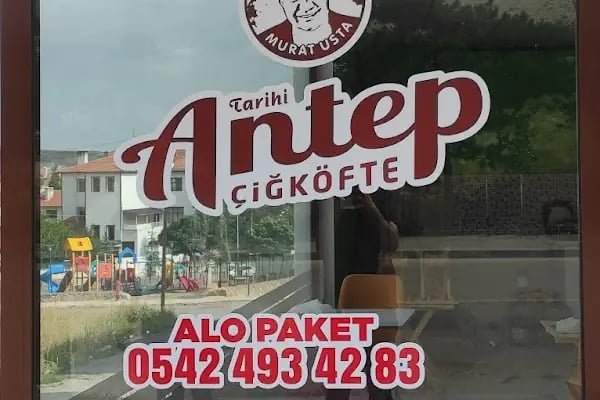 MURAT USTA
Tarihi
Antep
ÇİĞKÖFTE
ALO PAKET
0542 493 42 83